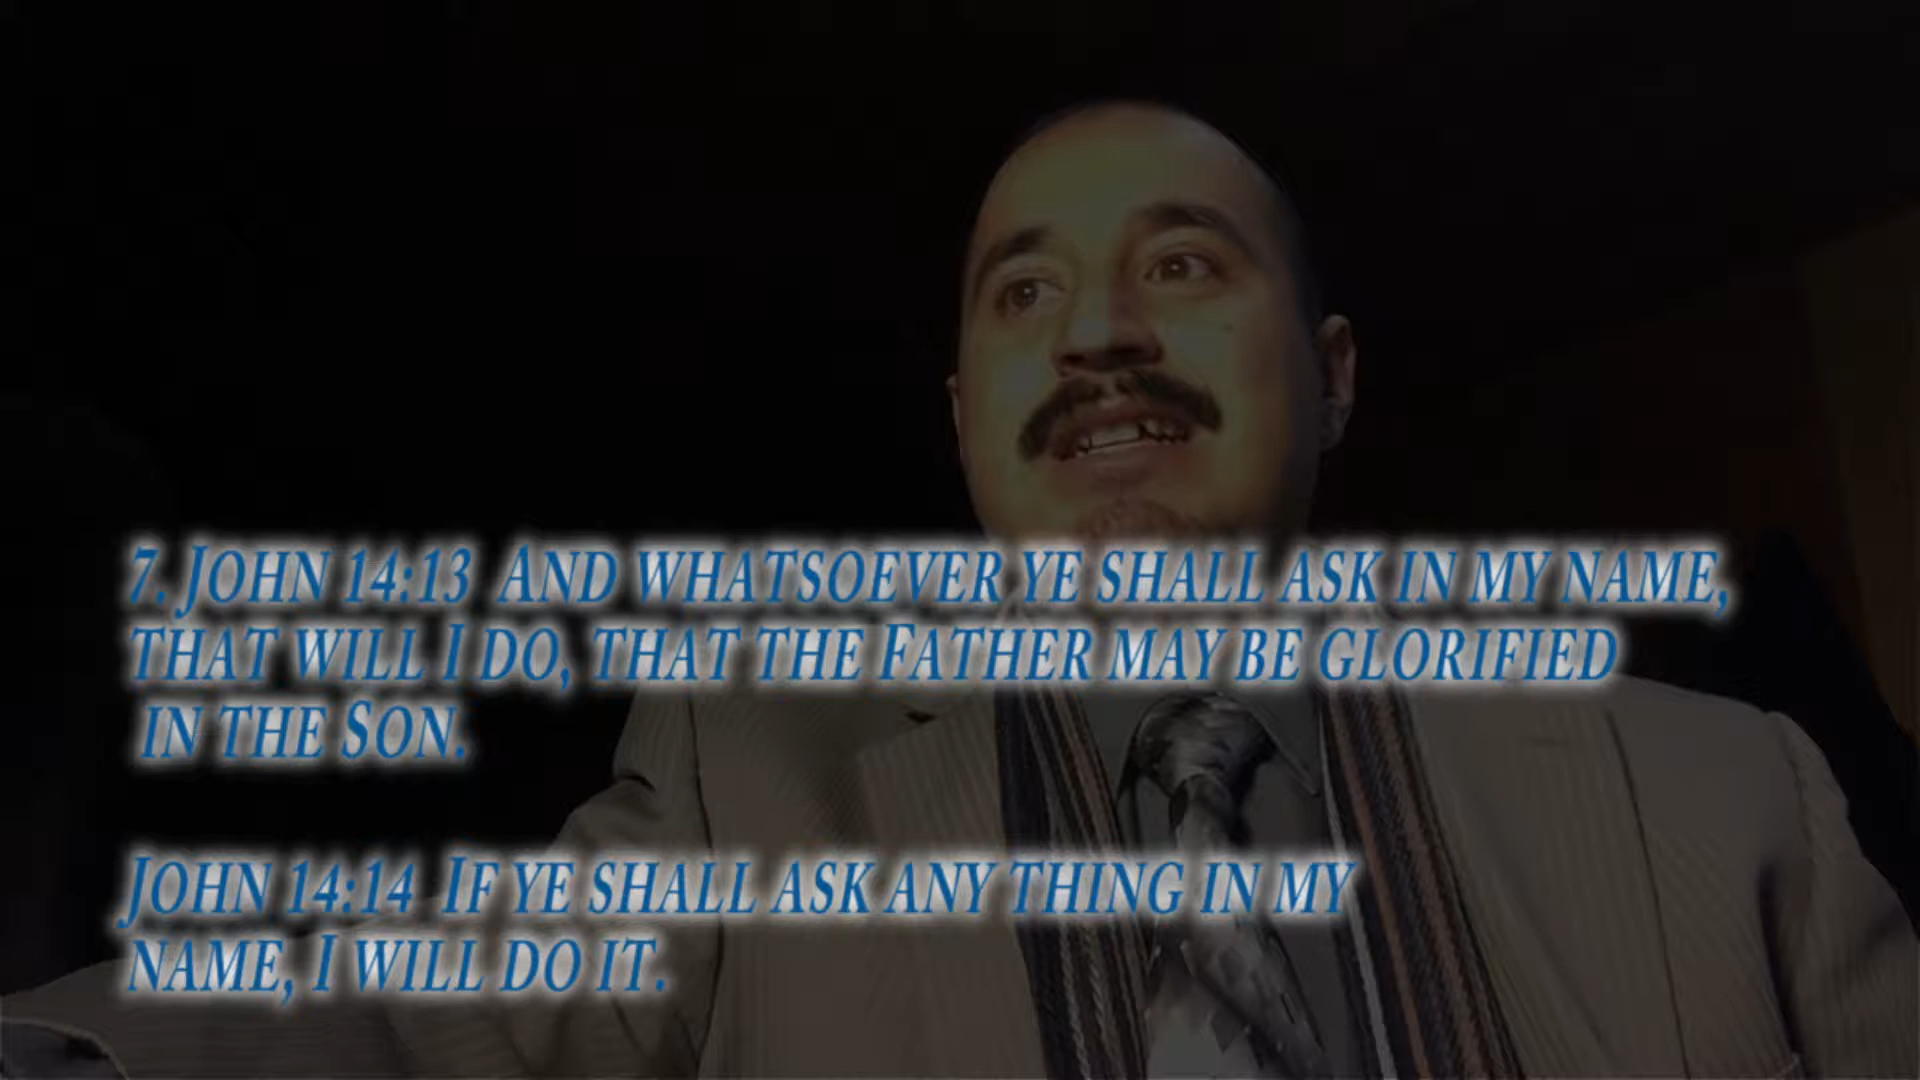 7. John 14:13 And whatsoever ye shall ask in my name,
that will I do, that the Father may be glorified
in the Son.
John 14:14 If ye shall ask any thing in my
name, I will do it.